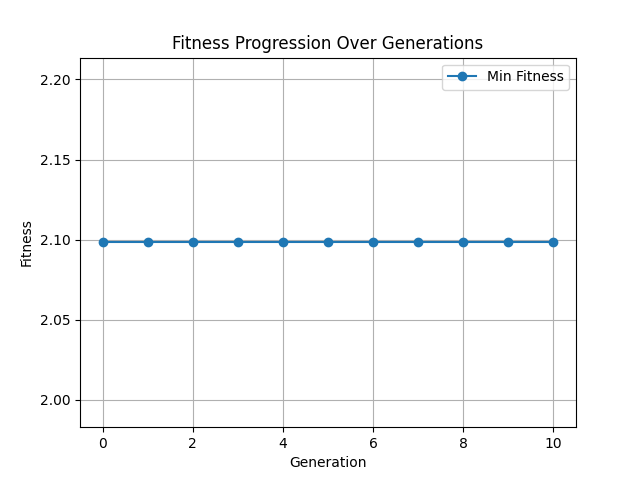 Fitness Progression Over Generations
Min Fitness
2.20
2.15
2.10
2.05
2.00
Fitness
0 2 4 6 8 10
Generation